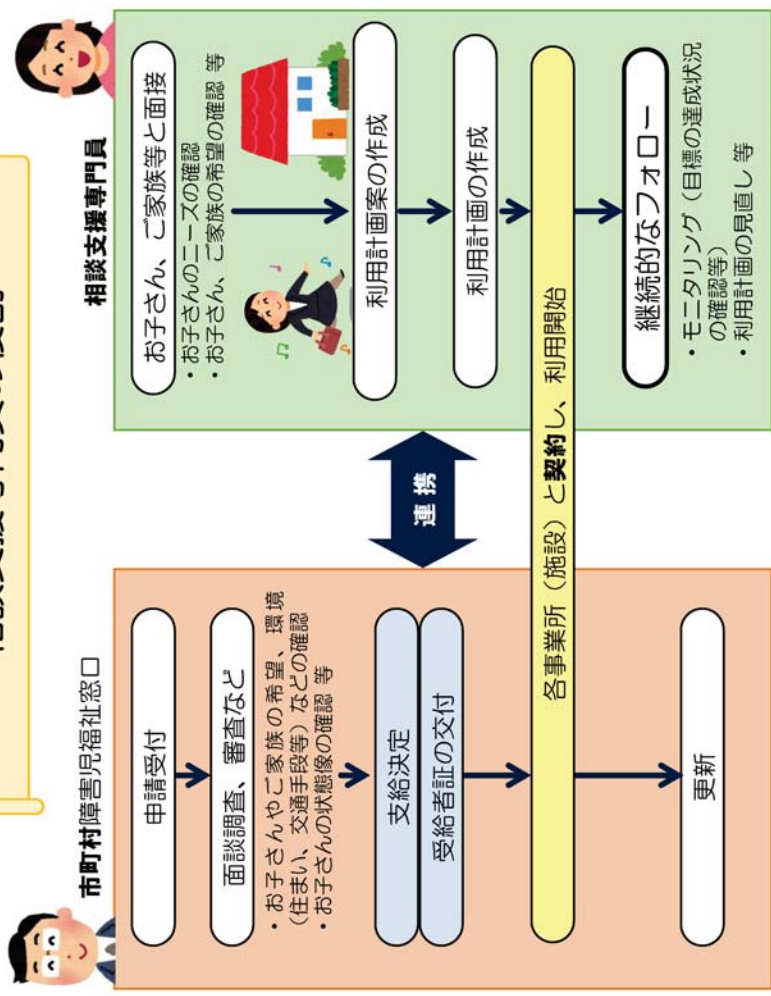 市町村障害児福祉窓口
申請受付
面談調査、審査など
・お子さんやご家族の希望、環境
（住まい、交通手段等）などの確認
・お子さんの状態像の確認 等
支給決定
受給者証の交付
更新
連携
相談支援専門員
お子さん、ご家族等と面接
・お子さんのニーズの確認
・お子さん、ご家族の希望の確認 等
利用計画案の作成
利用計画の作成
各事業所（施設）と契約し、利用開始
継続的なフォロー
・モニタリング（目標の達成状況
の確認等）
・利用計画の見直し 等